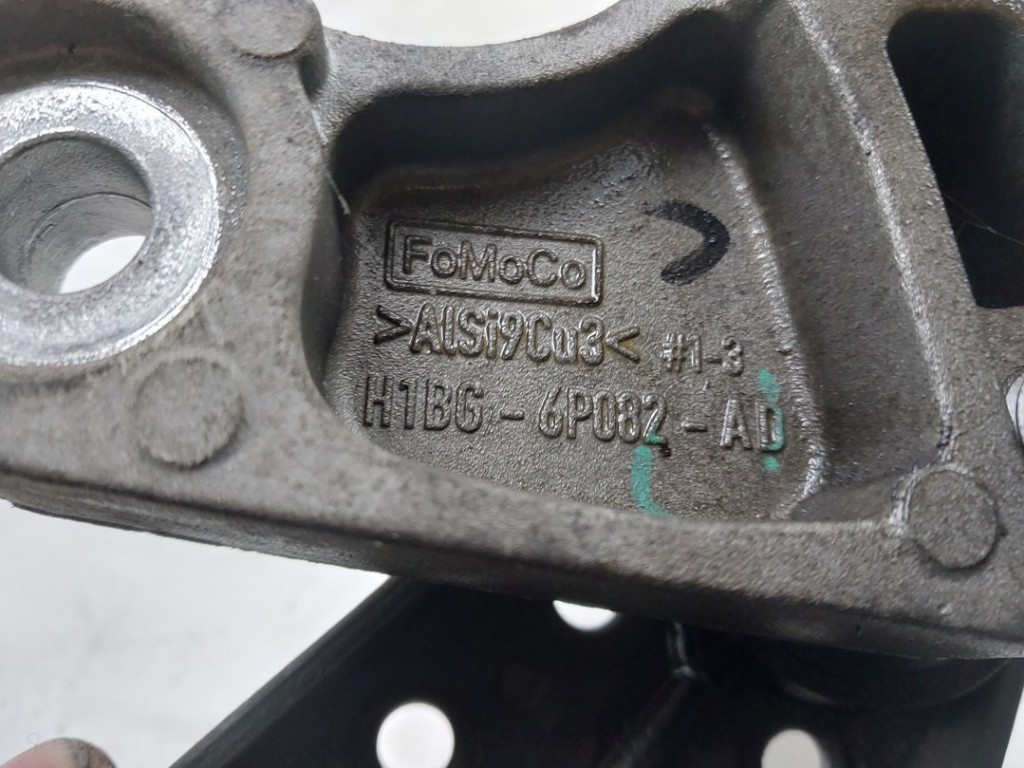 FoMoCo
>AlSi9Cu3< #1-3
H1BG - 6P082 - AD